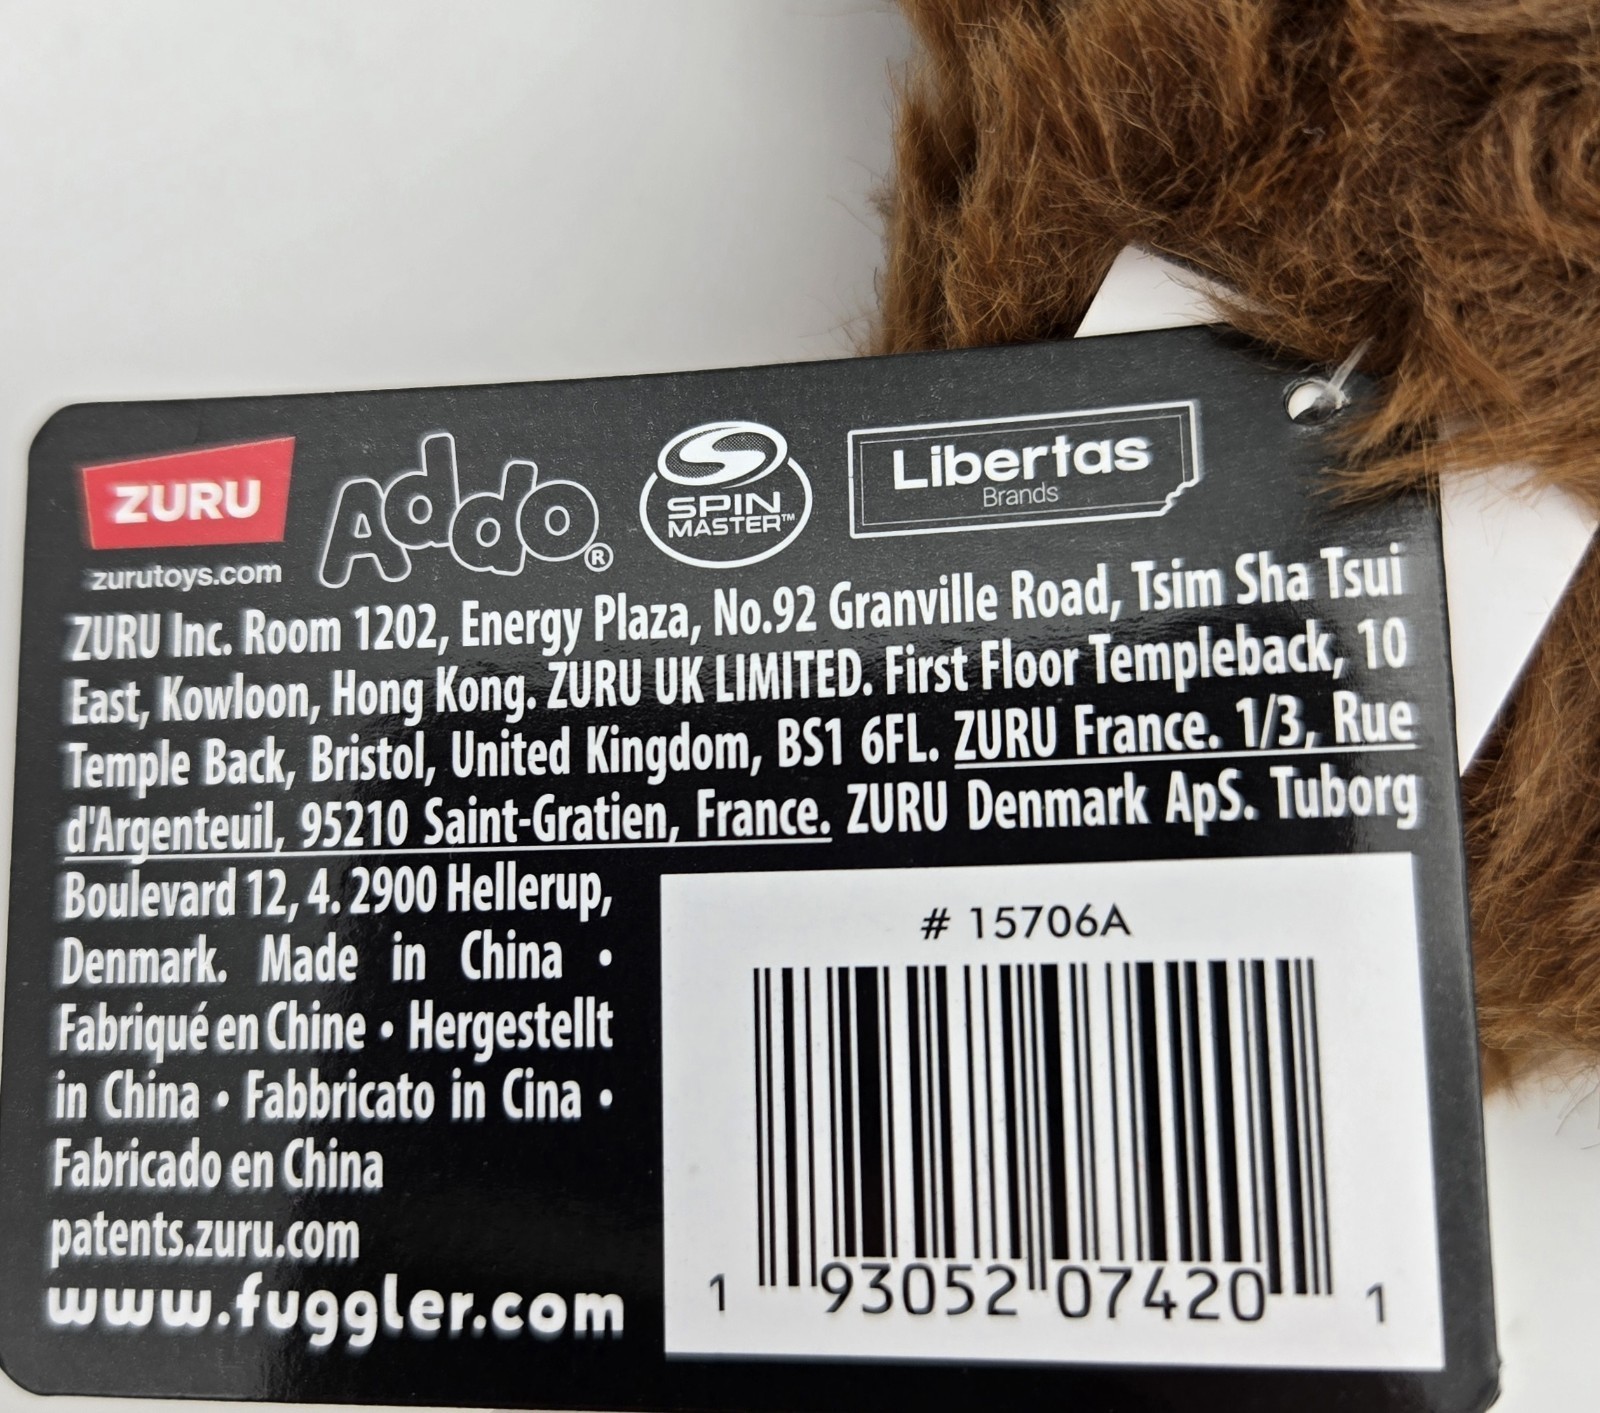 ZURU Addo® SPIN MASTER™ Libertas Brands
zurutoys.com
ZURU Inc. Room 1202, Energy Plaza, No.92 Granville Road, Tsim Sha Tsui
East, Kowloon, Hong Kong. ZURU UK LIMITED. First Floor Templeback, 10
Temple Back, Bristol, United Kingdom, BS1 6FL. ZURU France. 1/3, Rue
d'Argenteuil, 95210 Saint-Gratien, France. ZURU Denmark ApS. Tuborg
Boulevard 12, 4. 2900 Hellerup,
Denmark. Made in China •
Fabriqué en Chine • Hergestellt
in China • Fabbricato in Cina •
Fabricado en China
patents.zuru.com
www.fuggler.com
# 15706A
1 93052 07420 1